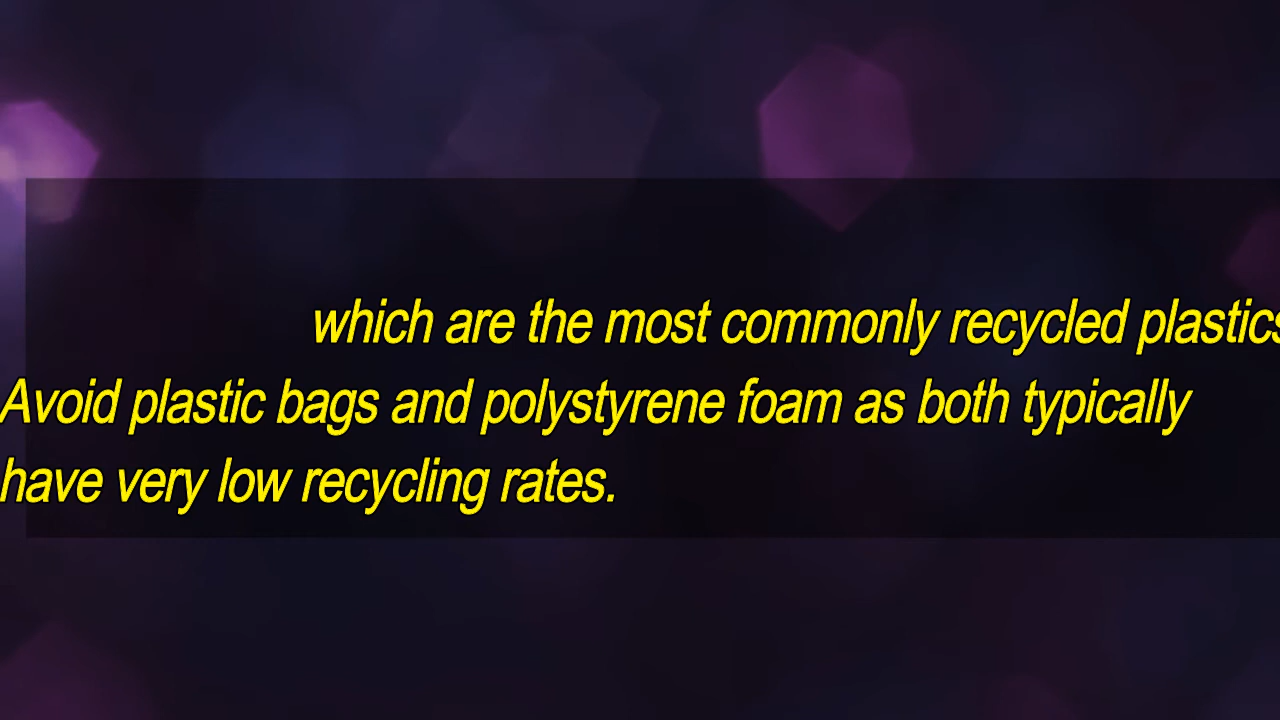 which are the most commonly recycled plastics
Avoid plastic bags and polystyrene foam as both typically
have very low recycling rates.